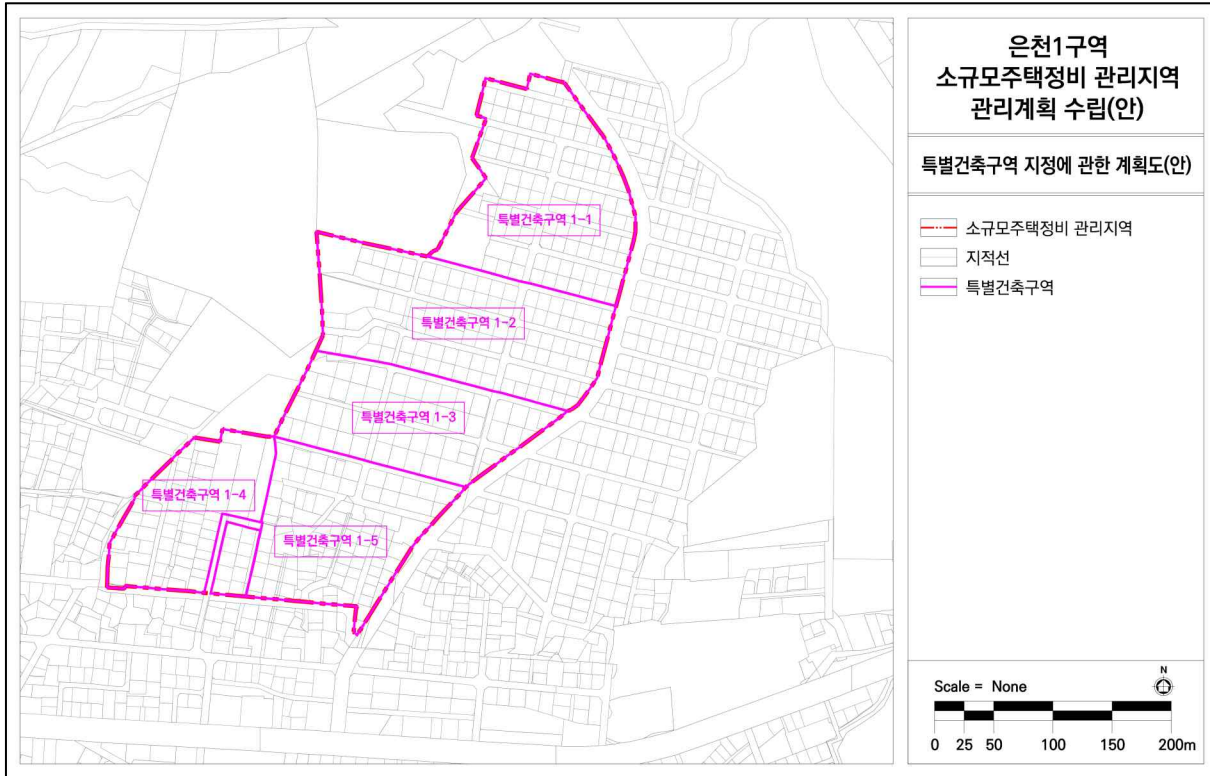 은천1구역
소규모주택정비 관리지역
관리계획 수립(안)
특별건축구역 지정에 관한 계획도(안)
소규모주택정비 관리지역
지적선
특별건축구역
특별건축구역 1-1
특별건축구역 1-2
특별건축구역 1-3
특별건축구역 1-4
특별건축구역 1-5
N
Scale = None
0 25 50 100 150 200m